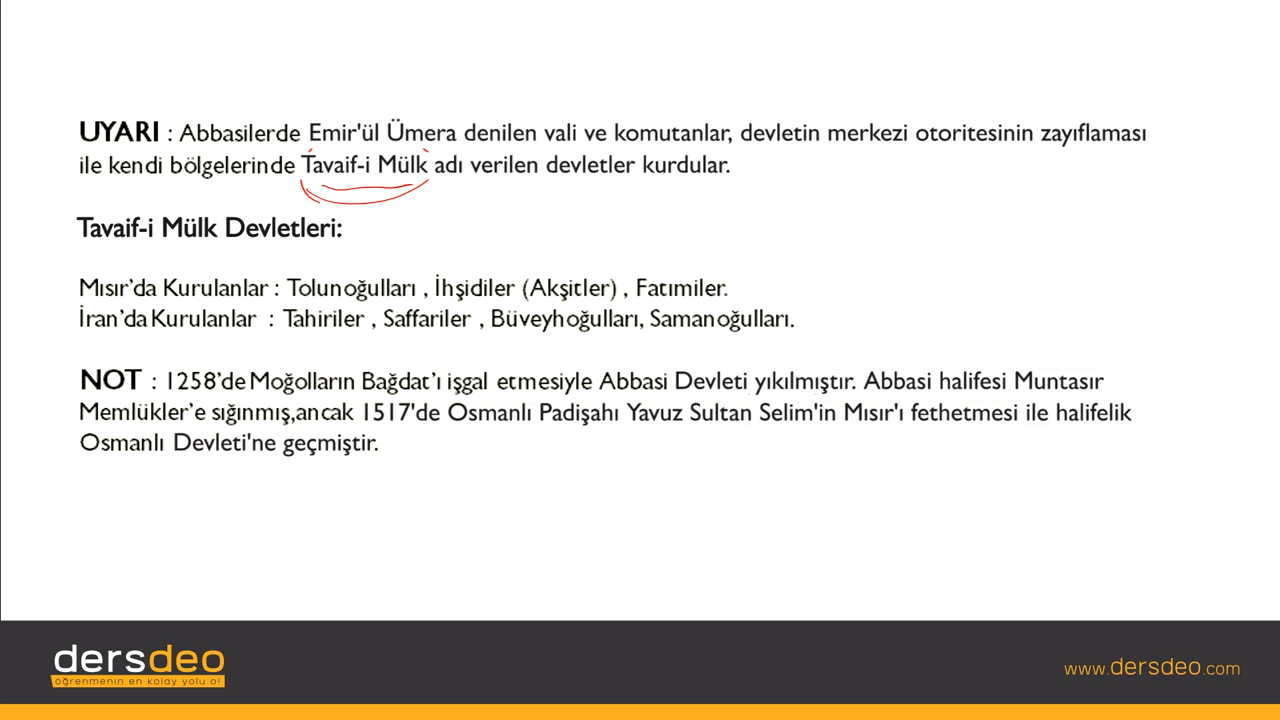 UYARI : Abbasilerde Emir'ül Ümera denilen vali ve komutanlar, devletin merkezi otoritesinin zayıflaması
ile kendi bölgelerinde Tavaif-i Mülk adı verilen devletler kurdular.
Tavaif-i Mülk Devletleri:
Mısır’da Kurulanlar : Tolunoğulları , İhşidiler (Akşitler) , Fatımiler.
İran’da Kurulanlar : Tahiriler , Saffariler , Büveyhoğulları, Samanoğulları.
NOT : 1258’de Moğolların Bağdat’ı işgal etmesiyle Abbasi Devleti yıkılmıştır. Abbasi halifesi Muntasır
Memlükler’e sığınmış,ancak 1517'de Osmanlı Padişahı Yavuz Sultan Selim'in Mısır'ı fethetmesi ile halifelik
Osmanlı Devleti'ne geçmiştir.
dersdeo
öğrenmenin en kolay yolu o!
www.dersdeo.com